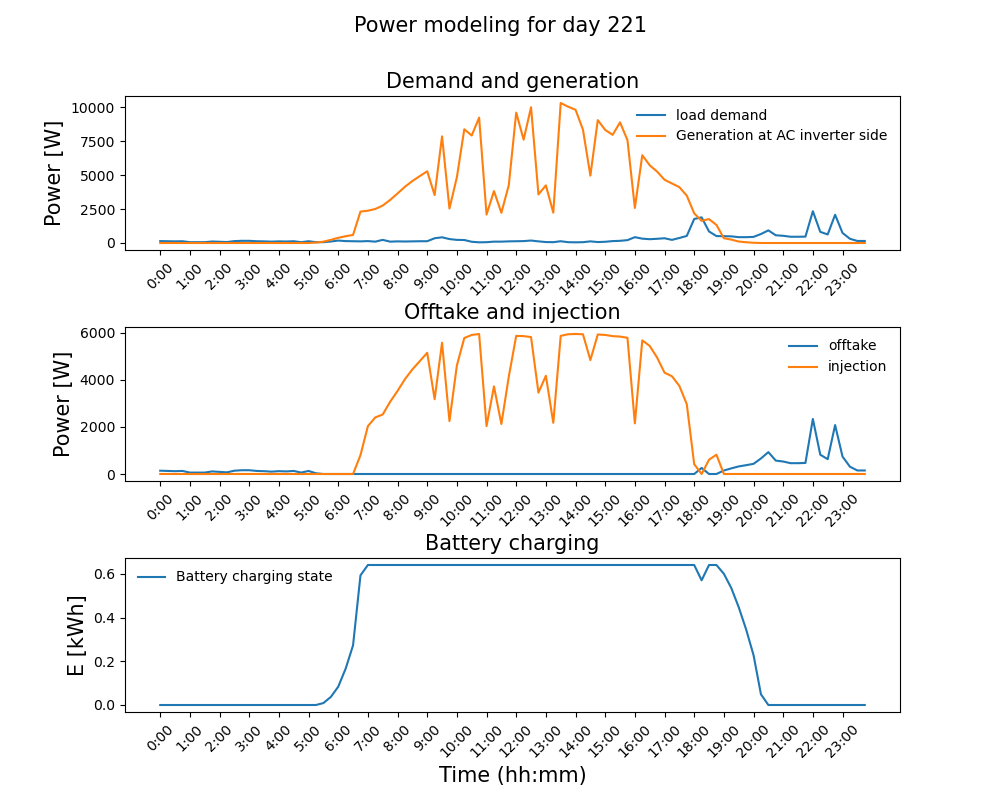 Power modeling for day 221
Demand and generation
Power [W]
10000
7500
5000
2500
0
load demand
Generation at AC inverter side
0:00 1:00 2:00 3:00 4:00 5:00 6:00 7:00 8:00 9:00 10:00 11:00 12:00 13:00 14:00 15:00 16:00 17:00 18:00 19:00 20:00 21:00 22:00 23:00
Offtake and injection
Power [W]
6000
4000
2000
0
offtake
injection
0:00 1:00 2:00 3:00 4:00 5:00 6:00 7:00 8:00 9:00 10:00 11:00 12:00 13:00 14:00 15:00 16:00 17:00 18:00 19:00 20:00 21:00 22:00 23:00
Battery charging
E [kWh]
0.6
0.4
0.2
0.0
Battery charging state
0:00 1:00 2:00 3:00 4:00 5:00 6:00 7:00 8:00 9:00 10:00 11:00 12:00 13:00 14:00 15:00 16:00 17:00 18:00 19:00 20:00 21:00 22:00 23:00
Time (hh:mm)